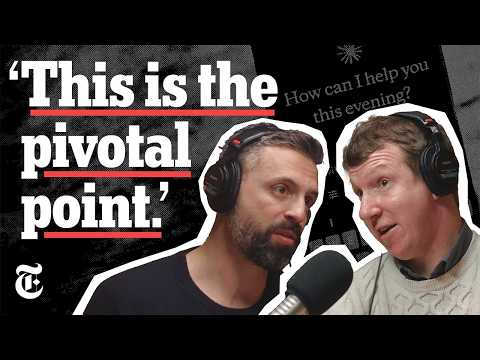 ‘This is the
pivotal
point.’
How can I help you
this evening?
T